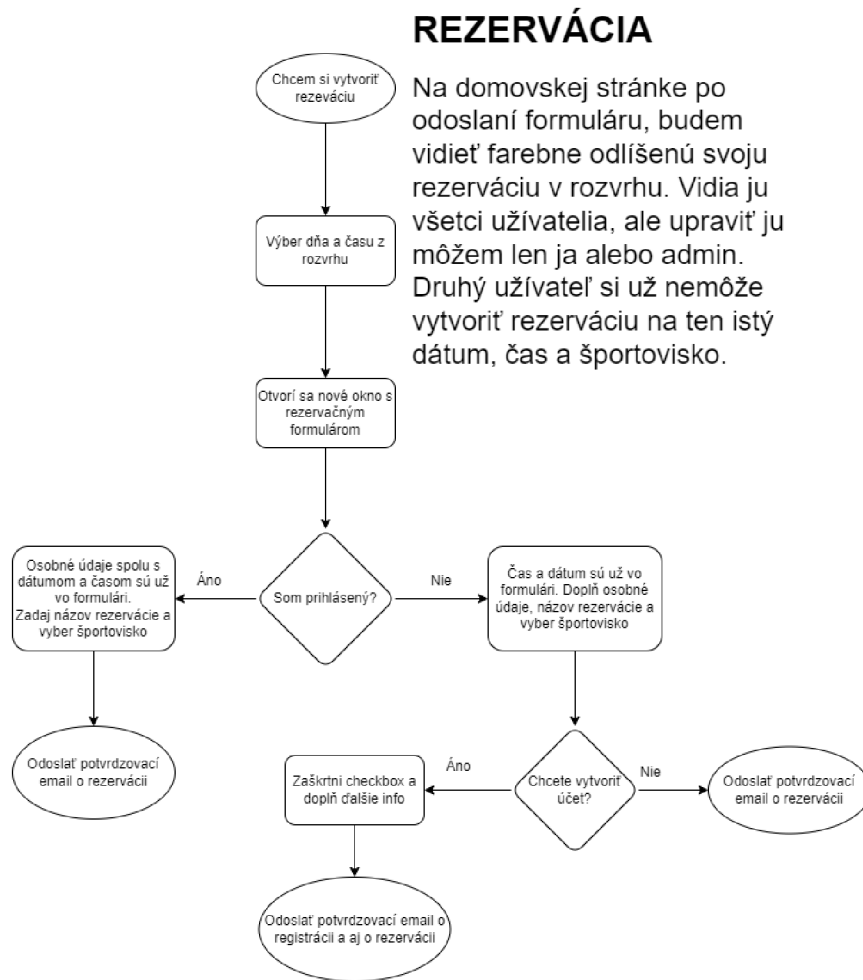 REZERVÁCIA
Na domovskej stránke po
odoslaní formuláru, budem
vidieť farebne odlíšenú svoju
rezerváciu v rozvrhu. Vidia ju
všetci užívatelia, ale upraviť ju
môžem len ja alebo admin.
Druhý užívateľ si už nemôže
vytvoriť rezerváciu na ten istý
dátum, čas a športovisko.
Chcem si vytvoriť
rezeváciu
Výber dňa a času z
rozvrhu
Otvorí sa nové okno s
rezervačným
formulárom
Som prihlásený?
Áno
Nie
Osobné údaje spolu s
dátumom a časom sú už
vo formulári.
Zadaj názov rezervácie a
vyber športovisko
Čas a dátum sú už vo
formulári. Doplň osobné
údaje, názov rezervácie a
vyber športovisko
Odoslať potvrdzovací
email o rezervácii
Chcete vytvoriť
účet?
Áno
Nie
Zaškrtni checkbox a
doplň ďalšie info
Odoslať potvrdzovací
email o rezervácii
Odoslať potvrdzovací email o
registrácii a aj o rezervácii